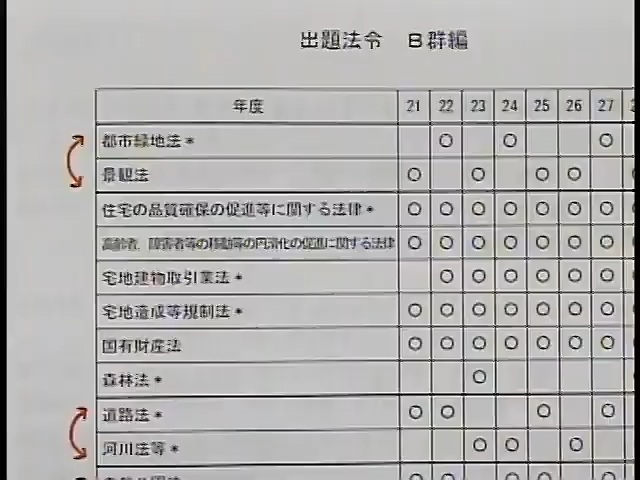 出題法令　B群編
年度 21 22 23 24 25 26 27
都市緑地法＊ ○ ○ ○
景観法 ○ ○ ○ ○
住宅の品質確保の促進等に関する法律＊ ○ ○ ○ ○ ○ ○ ○
高齢者、障害者等の移動等の円滑化の促進に関する法律 ○ ○ ○ ○ ○ ○ ○
宅地建物取引業法＊ ○ ○ ○ ○ ○ ○
宅地造成等規制法＊ ○ ○ ○ ○ ○ ○ ○
国有財産法 ○ ○ ○ ○ ○ ○ ○
森林法＊ ○
道路法＊ ○ ○ ○ ○
河川法等＊ ○ ○ ○